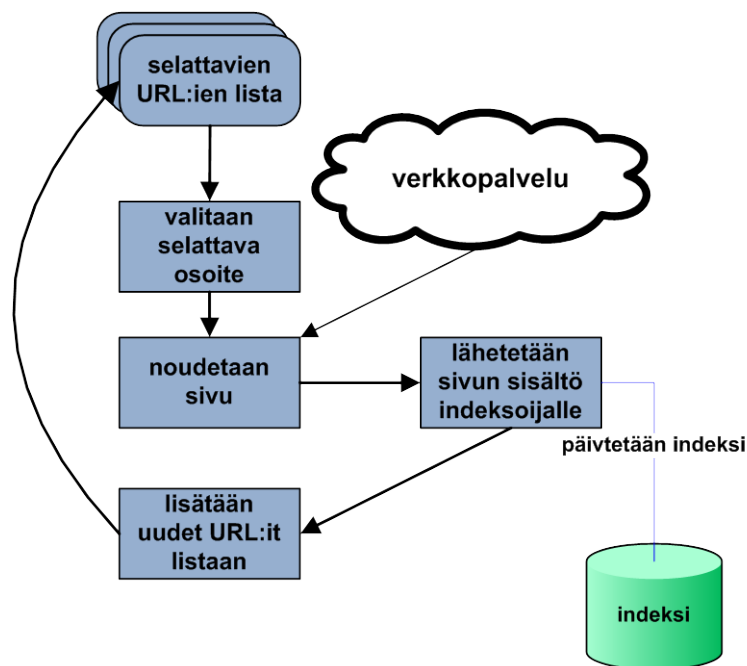 selattavien
URL:ien lista
verkkopalvelu
valitaan
selattava
osoite
noudetaan
sivu
lähetetään
sivun sisältö
indeksoijalle
päivtetään indeksi
lisätään
uudet URL:it
listaan
indeksi